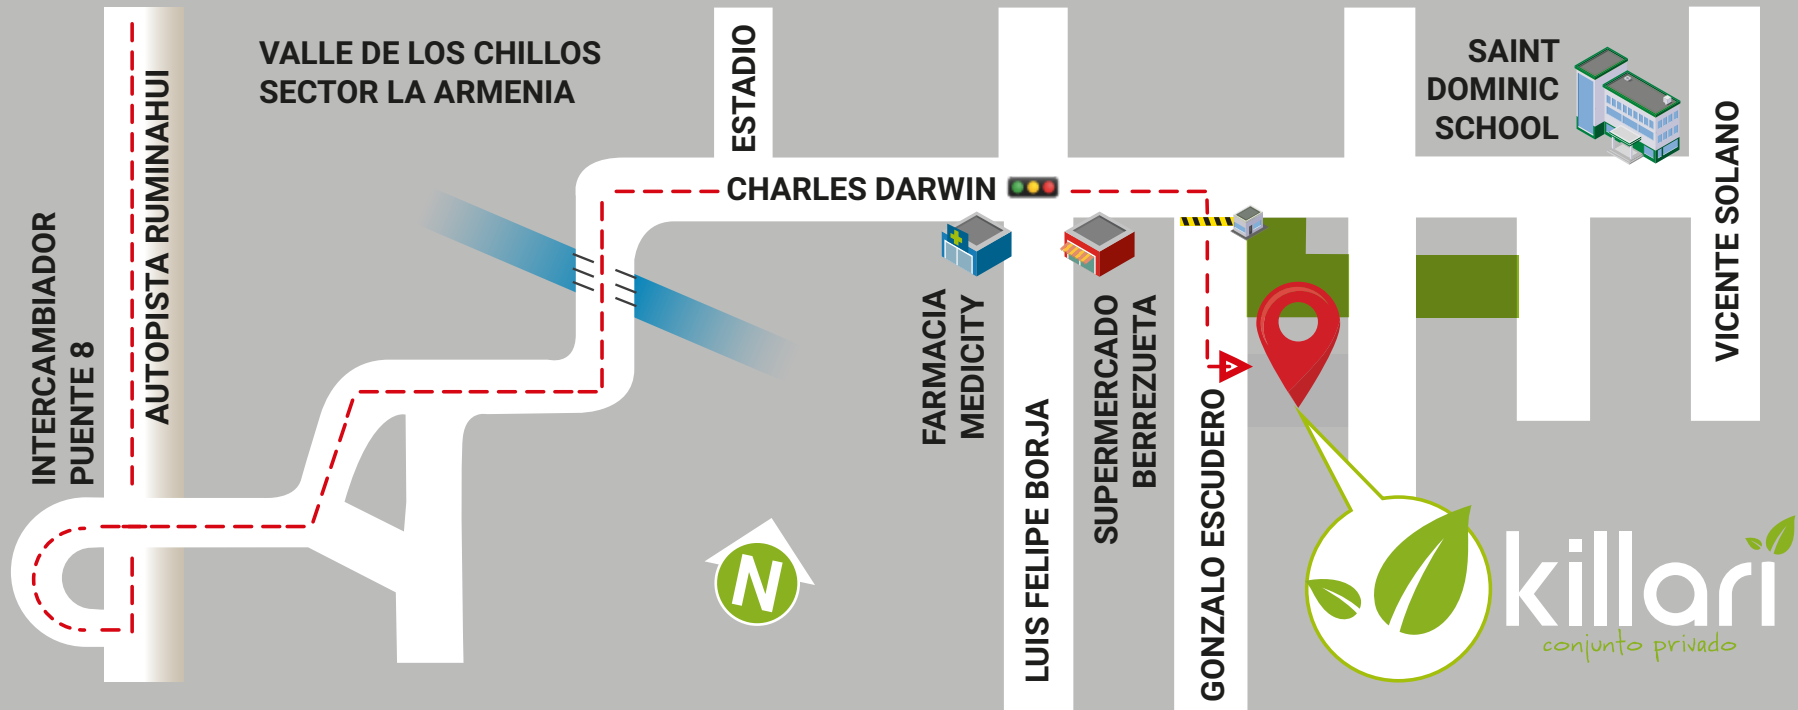 VALLE DE LOS CHILLOS
SECTOR LA ARMENIA
INTERCAMBIADOR
PUENTE 8
AUTOPISTA RUMINAHUI
ESTADIO
CHARLES DARWIN
SAINT
DOMINIC
SCHOOL
VICENTE SOLANO
FARMACIA
MEDICITY
LUIS FELIPE BORJA
SUPERMERCADO
BERREZUETA
GONZALO ESCUDERO
N
killari
conjunto privado